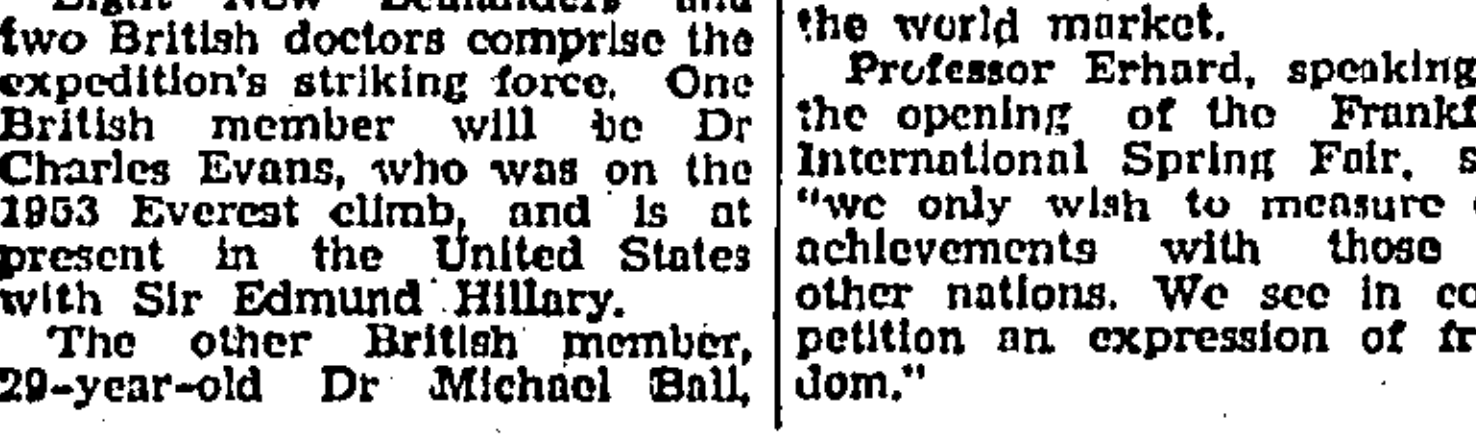 two British doctors comprise the
expedition's striking force. One
British member will be Dr
Charles Evans, who was on the
1953 Everest climb, and is at
present in the United States
with Sir Edmund Hillary.
The other British member,
29-year-old Dr Michael Ball,
the world market.
Professor Erhard, speaking
the opening of the Frankf
International Spring Fair, s
"we only wish to measure
achievements with those
other nations. We see in co
petition an expression of fr
dom."